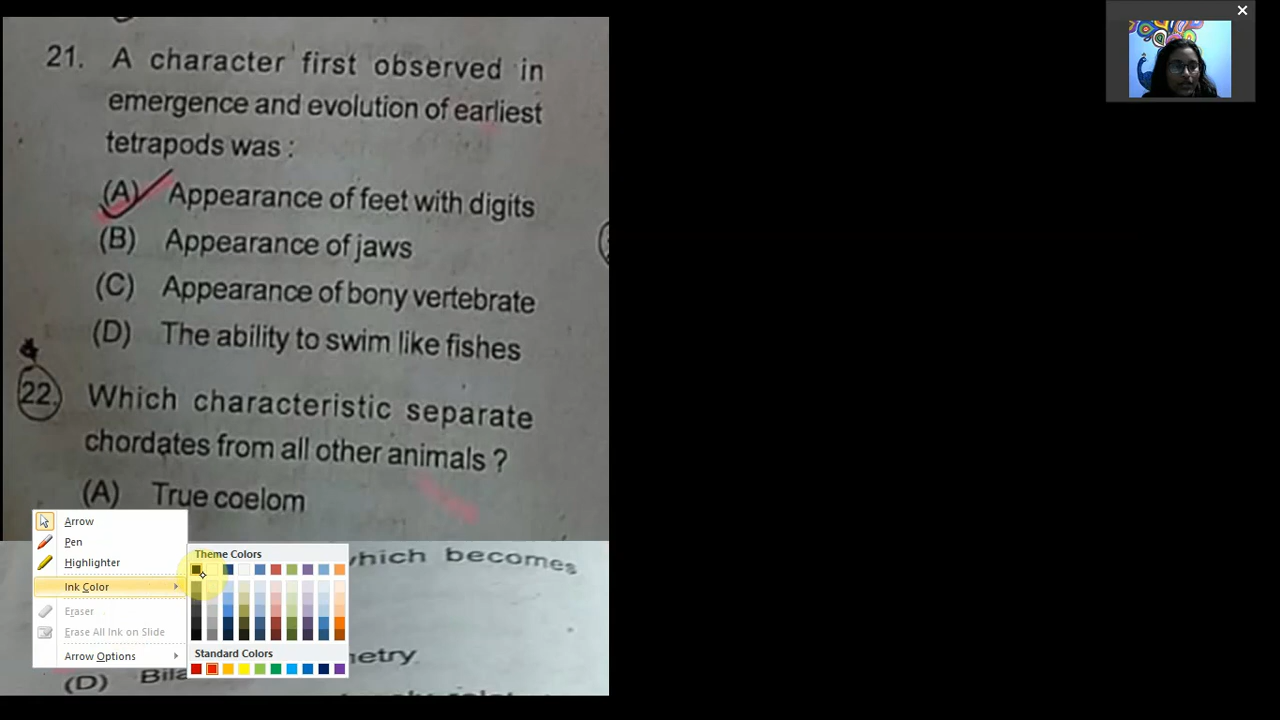 21. A character first observed in
emergence and evolution of earliest
tetrapods was :
(A) Appearance of feet with digits
(B) Appearance of jaws
(C) Appearance of bony vertebrate
(D) The ability to swim like fishes
22. Which characteristic separate
chordates from all other animals ?
(A) True coelom
which becomes
metry
(D) Bila
Arrow
Pen
Highlighter
Ink Color
Eraser
Erase All Ink on Slide
Arrow Options
Theme Colors
Standard Colors